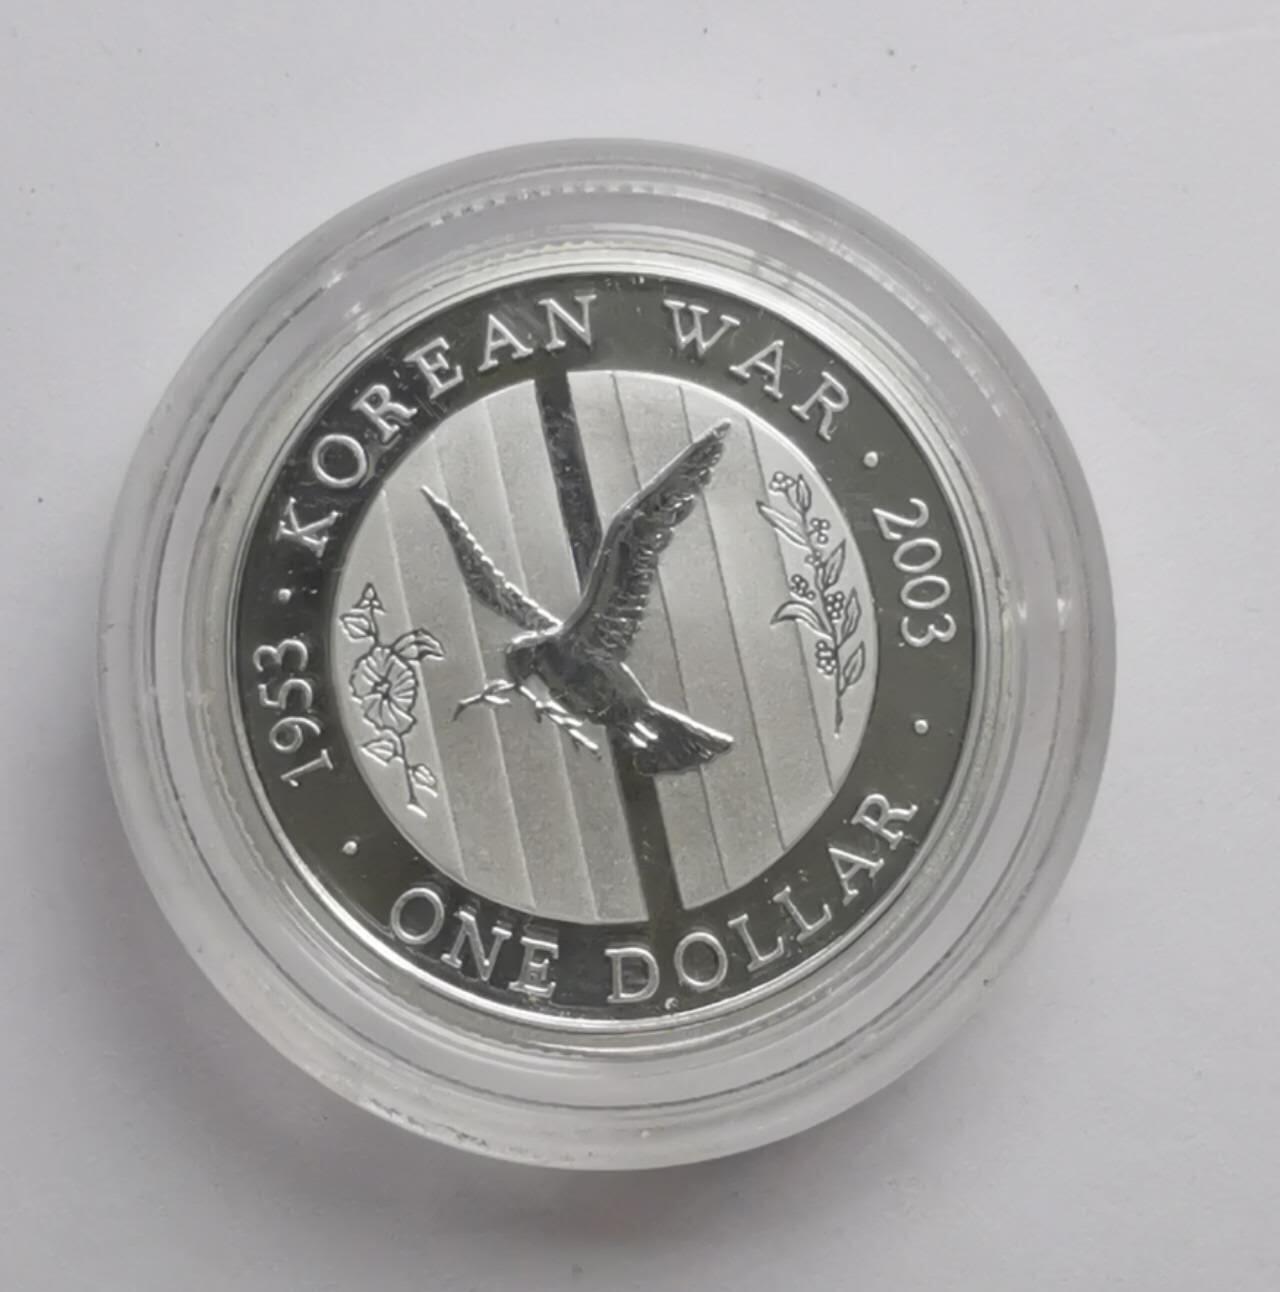 1953 · KOREAN WAR · 2003
· ONE DOLLAR ·